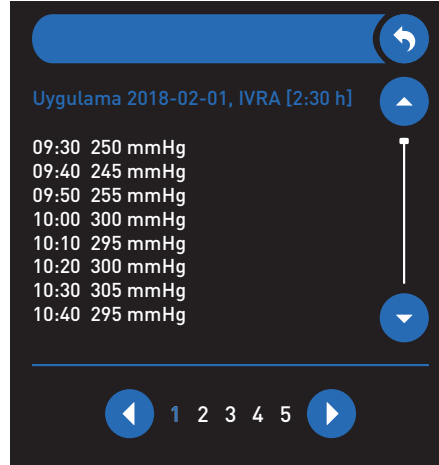 Uygulama 2018-02-01, IVRA [2:30 h]
09:30 250 mmHg
09:40 245 mmHg
09:50 255 mmHg
10:00 300 mmHg
10:10 295 mmHg
10:20 300 mmHg
10:30 305 mmHg
10:40 295 mmHg
1 2 3 4 5